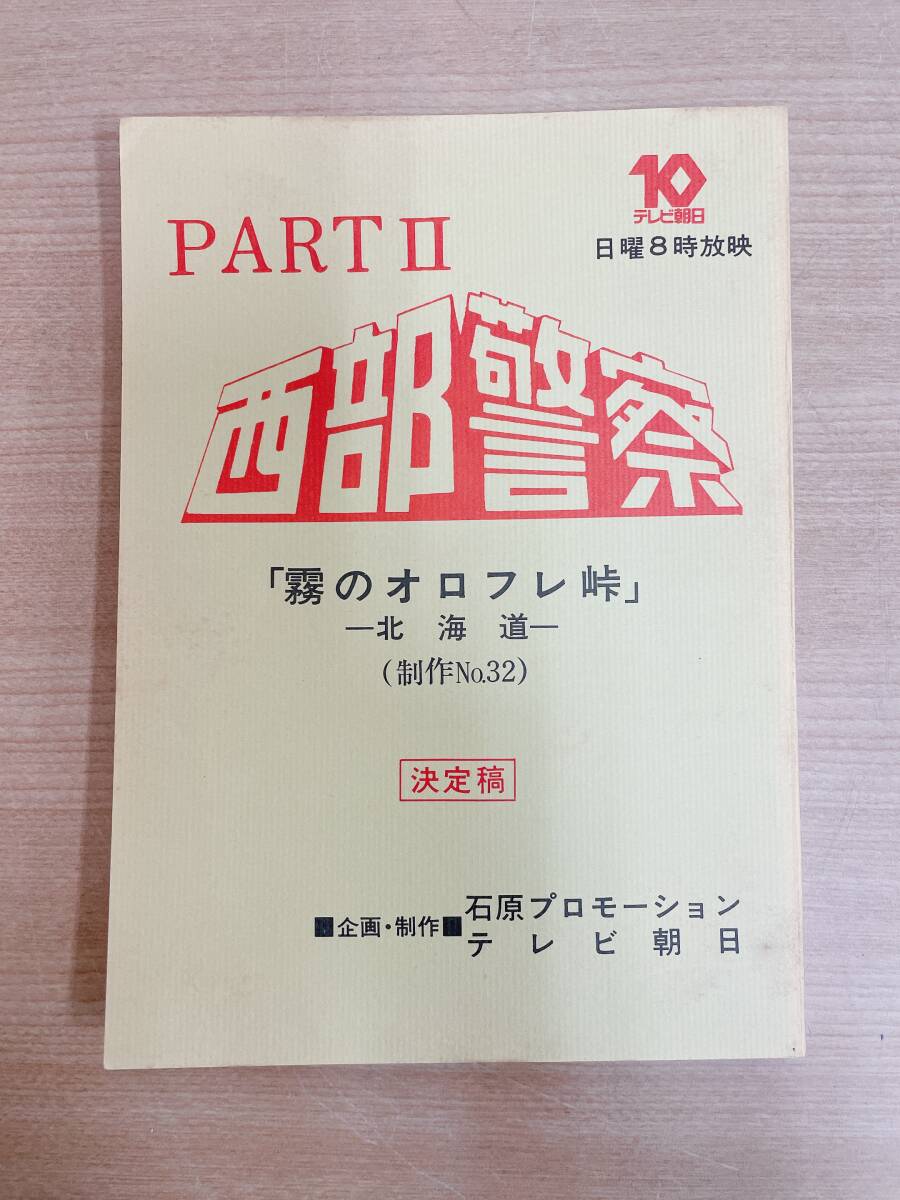 10
テレビ朝日
日曜8時放映
PART II
西部警察
「霧のオロフレ峠」
—北海道—
(制作No.32)
決定稿
■企画・制作■
石原プロモーション
テレビ朝日